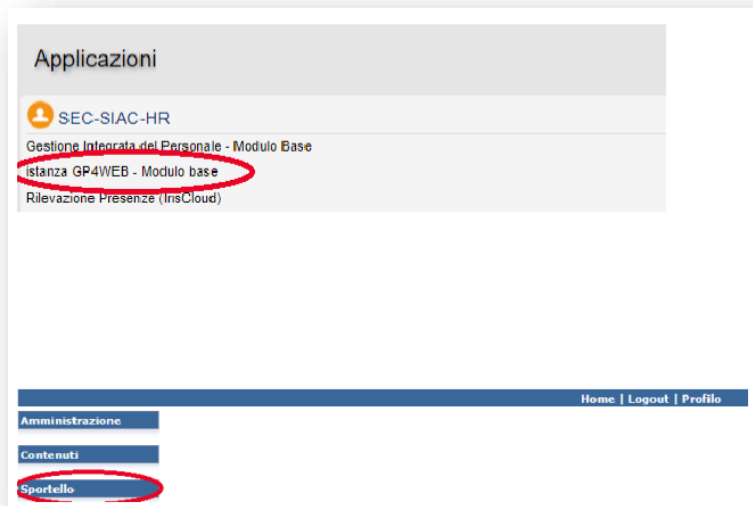 Applicazioni
SEC-SIAC-HR
Gestione Integrata del Personale - Modulo Base
istanza GP4WEB - Modulo base
Rilevazione Presenze (IrisCloud)
Home | Logout | Profilo
Amministrazione
Contenuti
Sportello